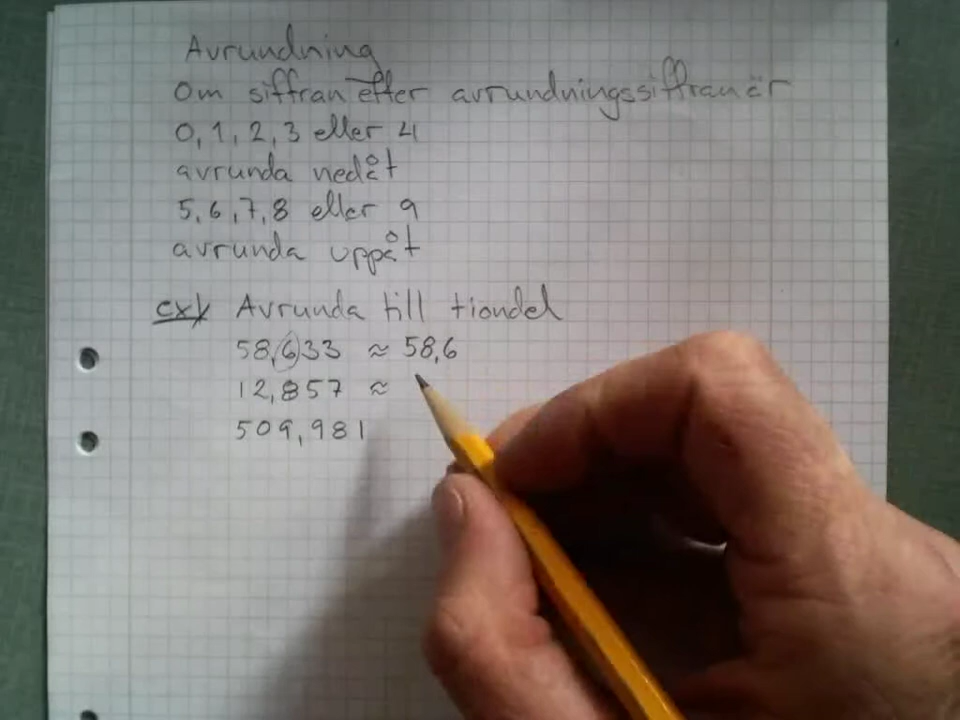 Avrundning
Om siffran efter avrundningssiffran är
0, 1, 2, 3 eller 4
avrunda nedåt
5, 6, 7, 8 eller 9
avrunda uppåt
ex) Avrunda till tiondel
58,633 ≈ 58,6
12,857 ≈
509,981